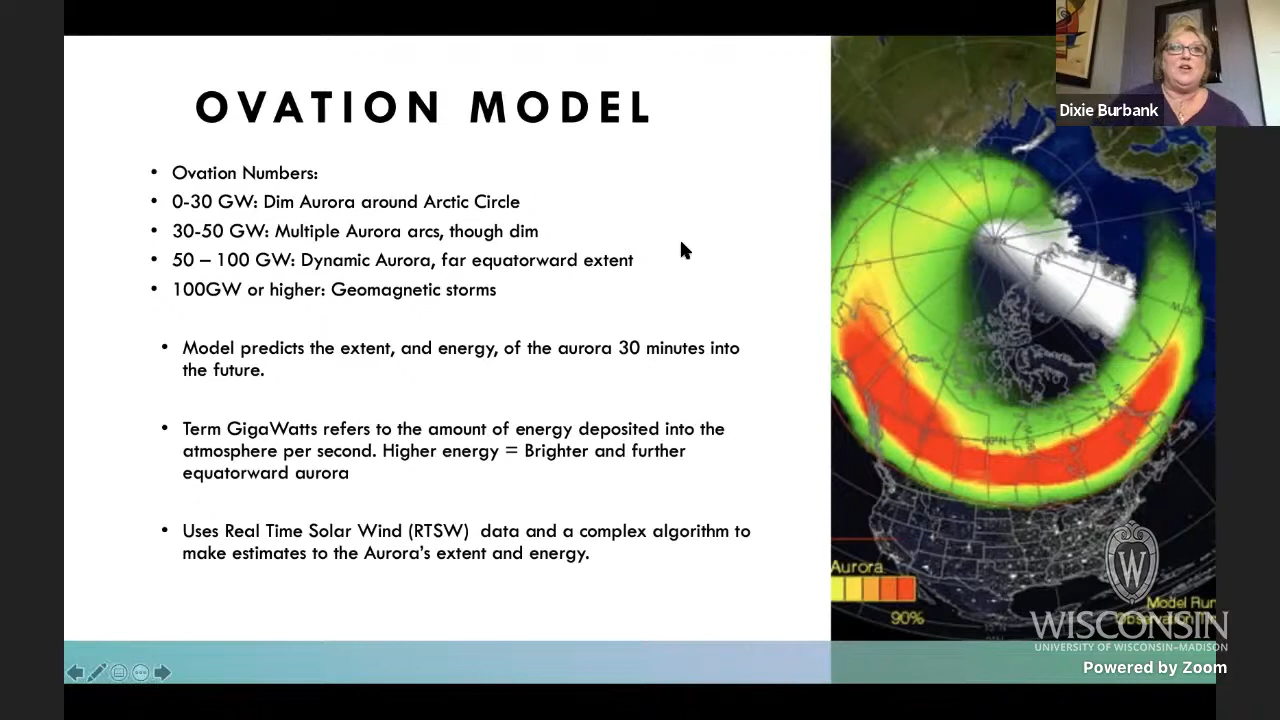 OVATION MODEL
• Ovation Numbers:
• 0-30 GW: Dim Aurora around Arctic Circle
• 30-50 GW: Multiple Aurora arcs, though dim
• 50 – 100 GW: Dynamic Aurora, far equatorward extent
• 100GW or higher: Geomagnetic storms
• Model predicts the extent, and energy, of the aurora 30 minutes into
the future.
• Term GigaWatts refers to the amount of energy deposited into the
atmosphere per second. Higher energy = Brighter and further
equatorward aurora
• Uses Real Time Solar Wind (RTSW) data and a complex algorithm to
make estimates to the Aurora's extent and energy.
Dixie Burbank
60°N
Aurora
90%
Model Run
W
WISCONSIN
UNIVERSITY OF WISCONSIN–MADISON
Powered by Zoom